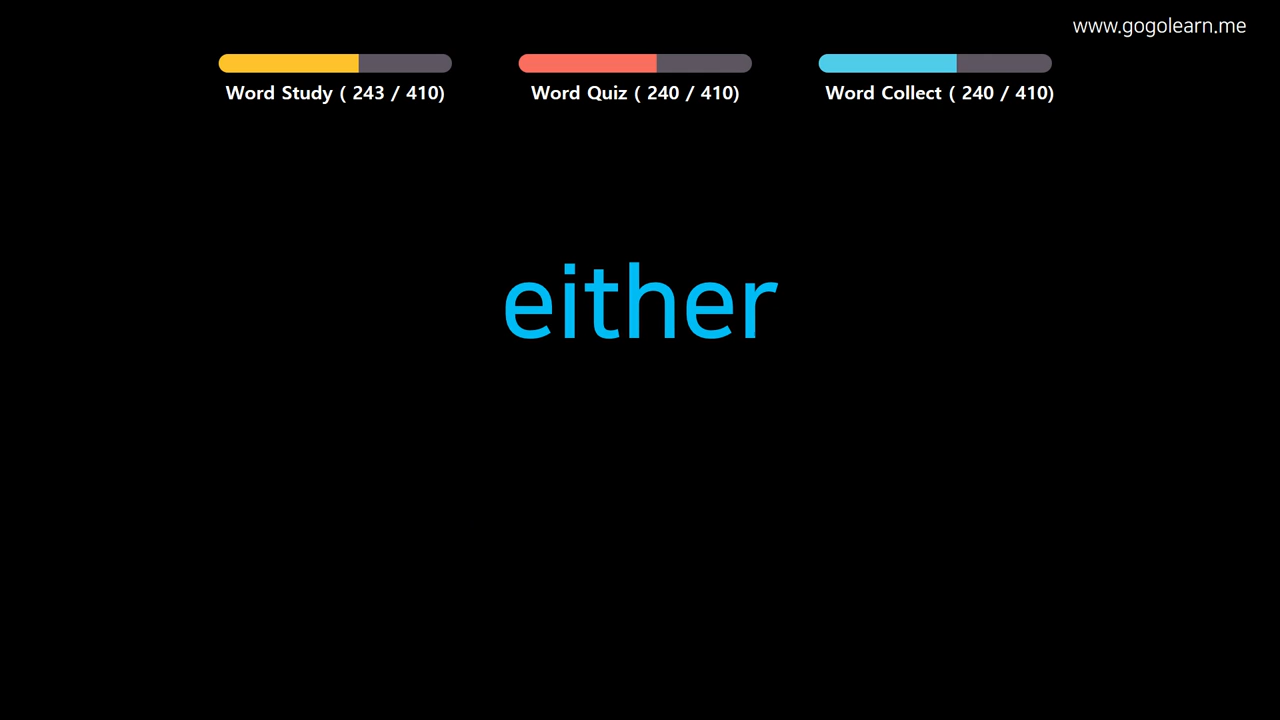 www.gogolearn.me
Word Study ( 243 / 410)
Word Quiz ( 240 / 410)
Word Collect ( 240 / 410)
either